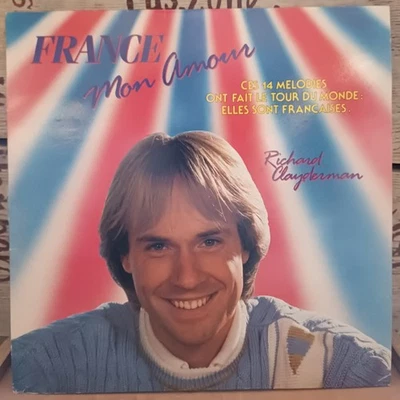 FRANCE
Mon Amour
CES 14 MELODIES
ONT FAIT LE TOUR DU MONDE :
ELLES SONT FRANÇAISES.
Richard
Clayderman